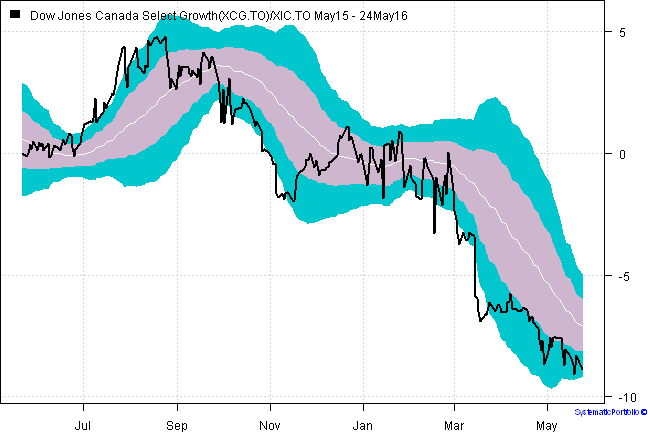 Dow Jones Canada Select Growth(XCG.TO)/XIC.TO May15 - 24May16
5
0
-5
-10
Jul Sep Nov Jan Mar May
SystematicPortfolio ©